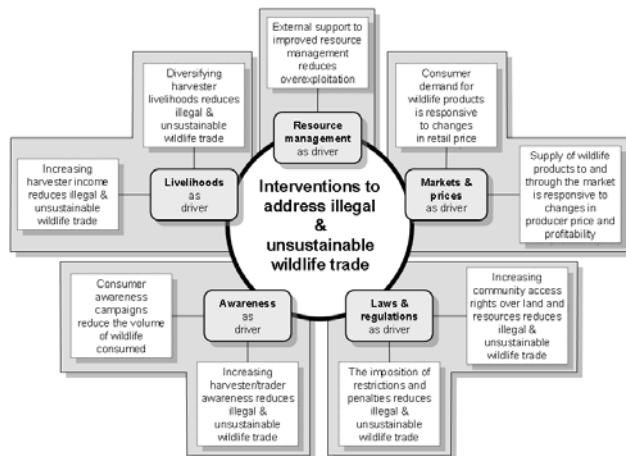 External support to
improved resource
management
reduces
overexploitation
Diversifying
harvester
livelihoods reduces
illegal &
unsustainable
wildlife trade
Consumer
demand for
wildlife products
is responsive
to changes
in retail price
Resource
management
as driver
Increasing
harvester income
reduces illegal &
unsustainable
wildlife trade
Livelihoods
as
driver
Interventions to
address illegal
&
unsustainable
wildlife trade
Markets &
prices
as driver
Supply of wildlife
products to and
through the market
is responsive to
changes in
producer price and
profitability
Consumer
awareness
campaigns
reduce the volume
of wildlife
consumed
Awareness
as
driver
Laws &
regulations
as driver
Increasing
community access
rights over land and
resources reduces
illegal &
unsustainable
wildlife trade
Increasing
harvester/trader
awareness reduces
illegal &
unsustainable
wildlife trade
The imposition of
restrictions and
penalties reduces
illegal &
unsustainable
wildlife trade